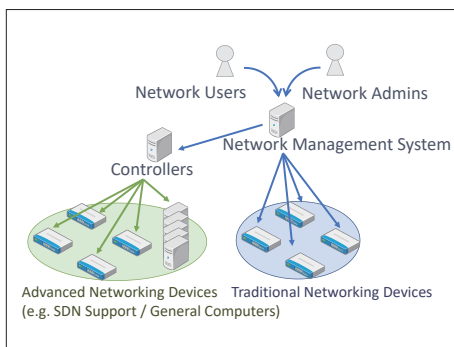 Network Users
Network Admins
Network Management System
Controllers
Advanced Networking Devices
(e.g. SDN Support / General Computers)
Traditional Networking Devices